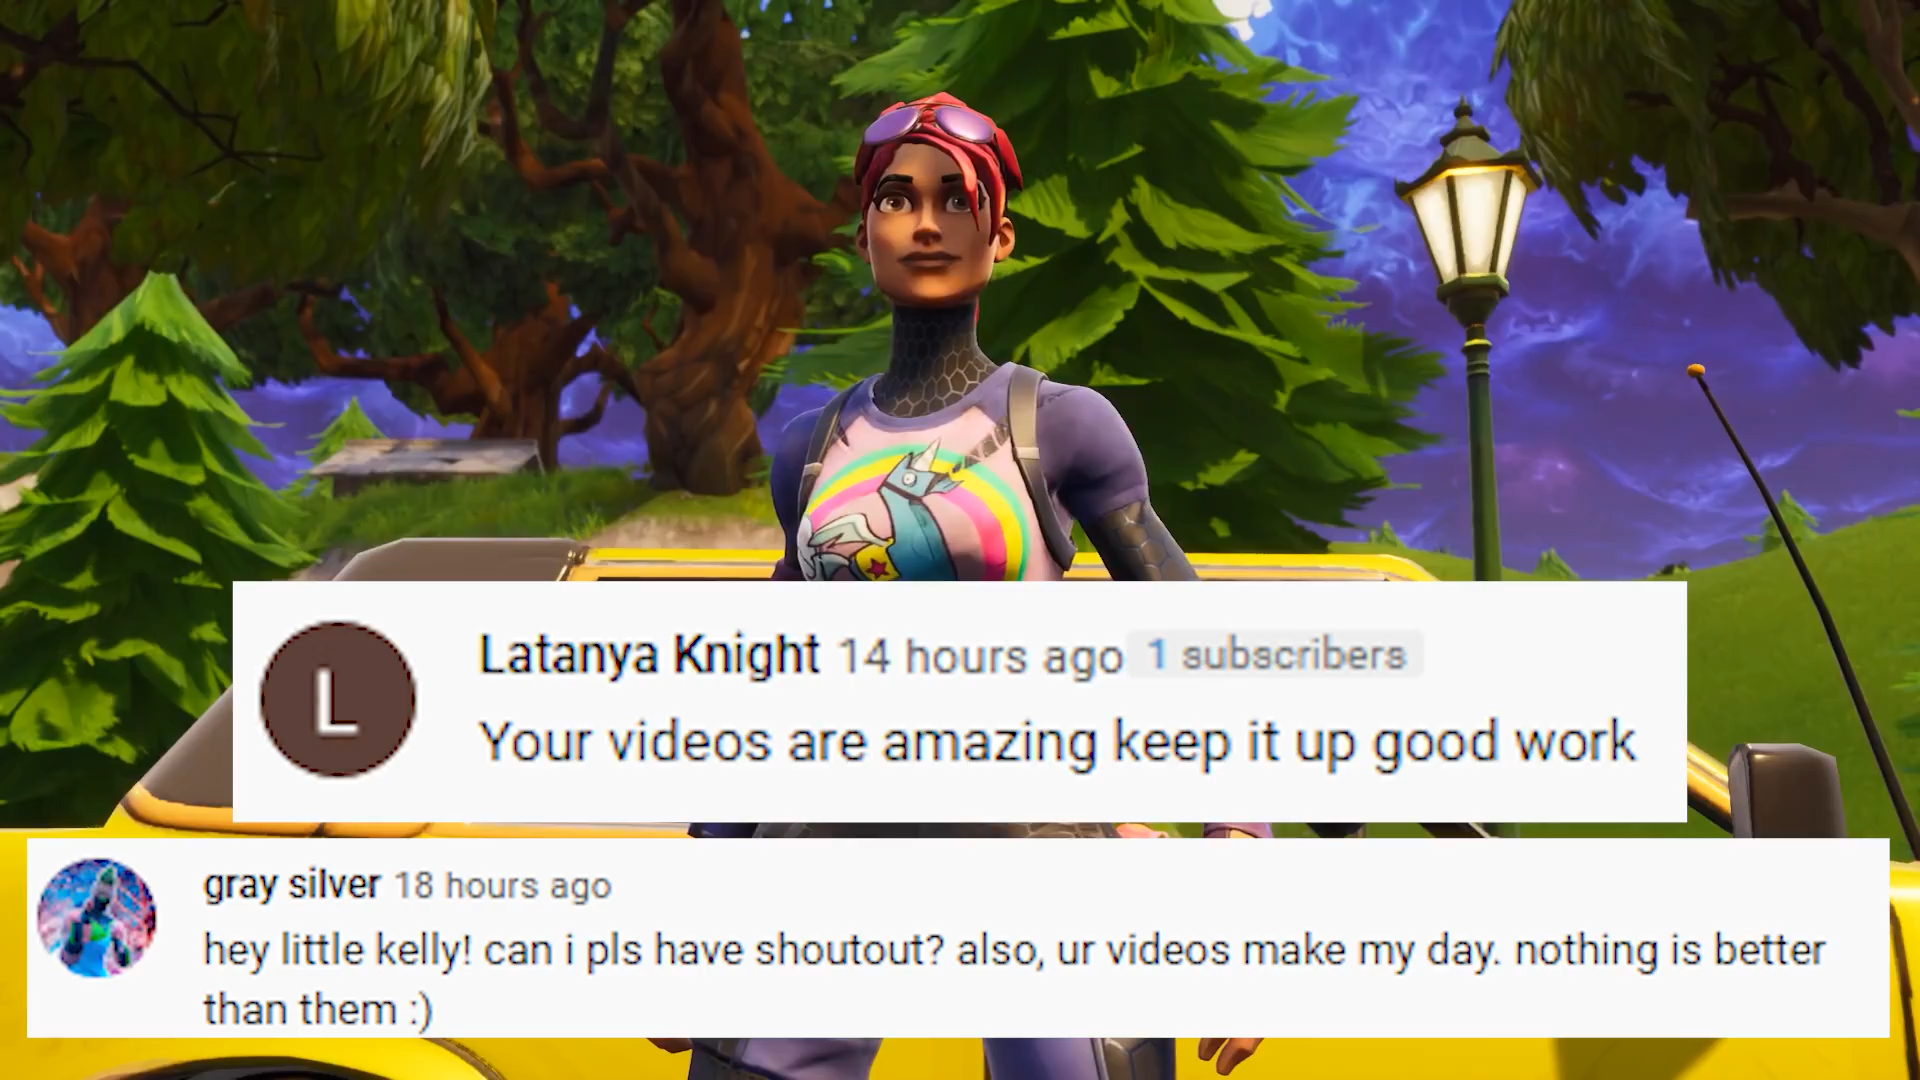 L
Latanya Knight 14 hours ago 1 subscribers
Your videos are amazing keep it up good work
gray silver 18 hours ago
hey little kelly! can i pls have shoutout? also, ur videos make my day. nothing is better
than them :)